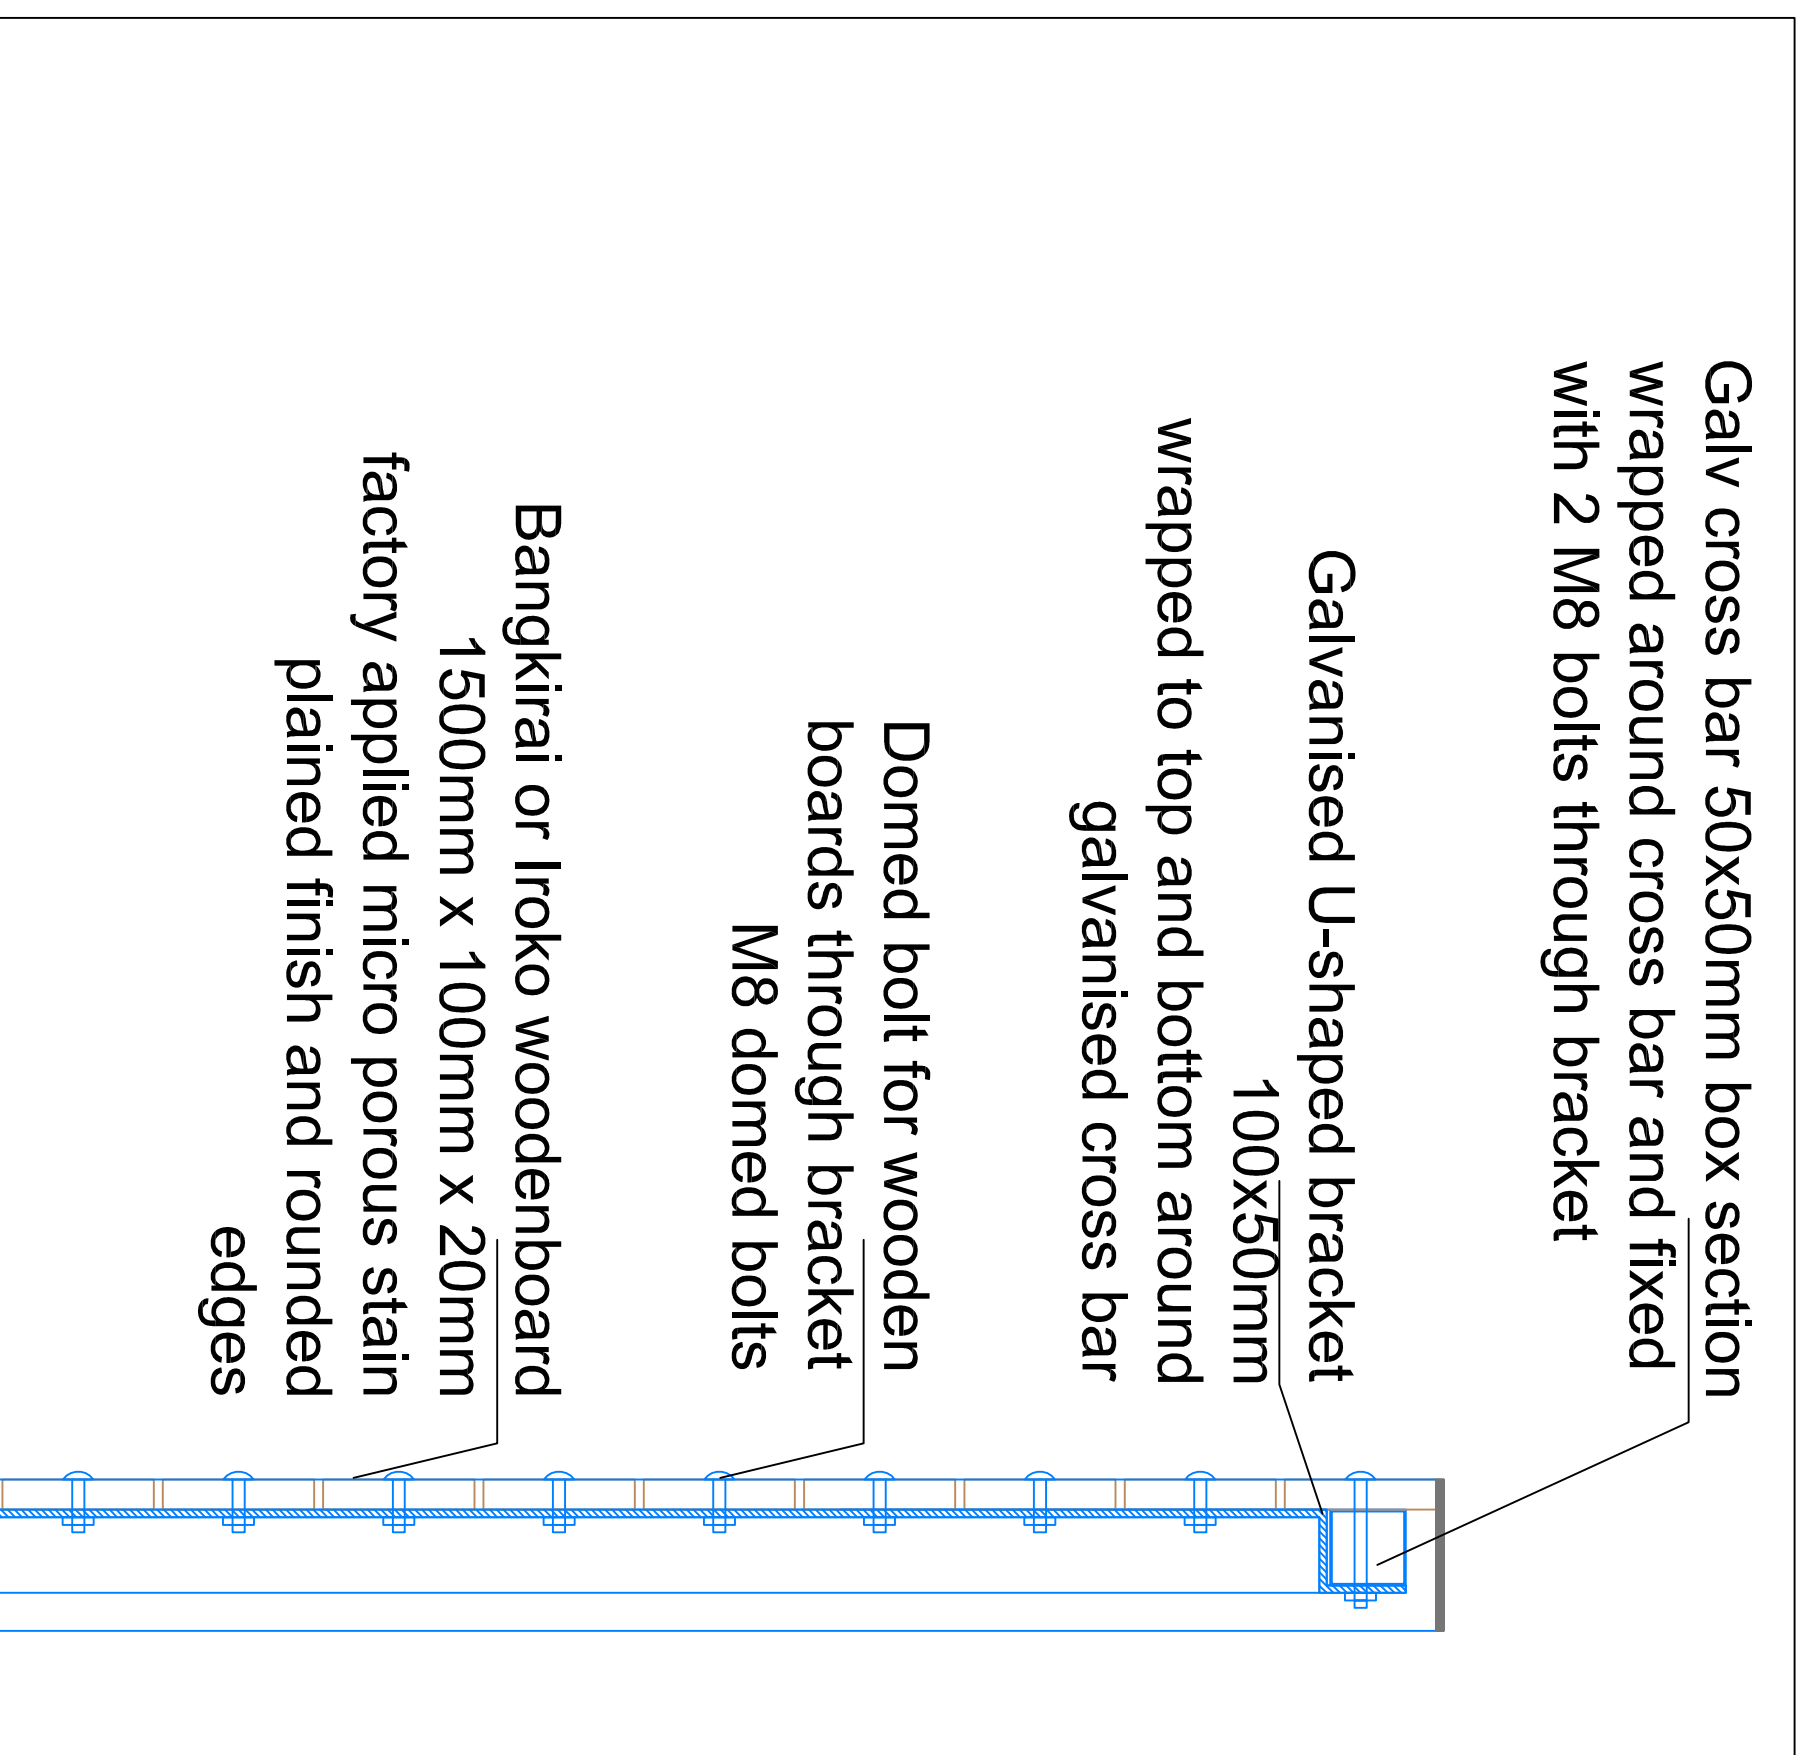 Galv cross bar 50x50mm box section
wrapped around cross bar and fixed
with 2 M8 bolts through bracket
Galvanised U-shaped bracket
100x50mm
wrapped to top and bottom around
galvanised cross bar
Domed bolt for wooden
boards through bracket
M8 domed bolts
Bangkirai or Iroko woodenboard
1500mm x 100mm x 20mm
factory applied micro porous stain
plained finish and rounded
edges